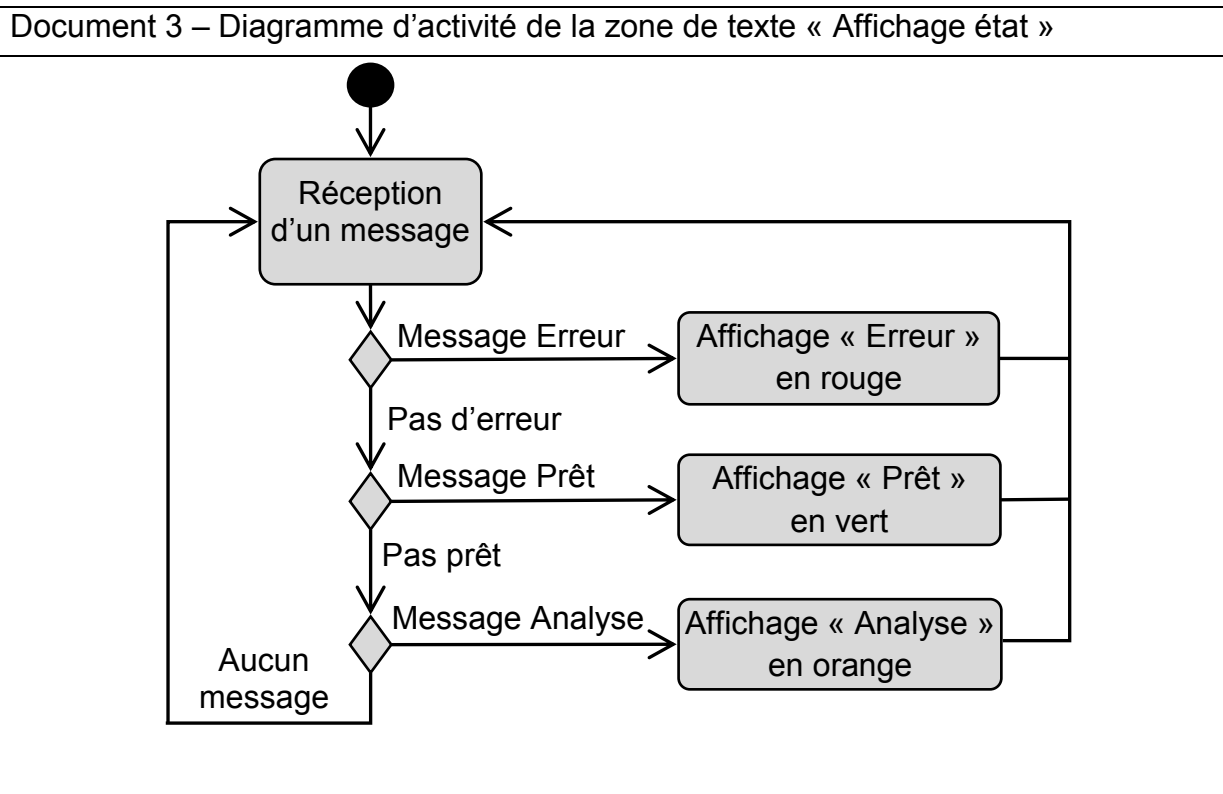 Document 3 – Diagramme d’activité de la zone de texte « Affichage état »
Réception
d’un message
Message Erreur
Affichage « Erreur »
en rouge
Pas d’erreur
Message Prêt
Affichage « Prêt »
en vert
Pas prêt
Message Analyse
Affichage « Analyse »
en orange
Aucun
message